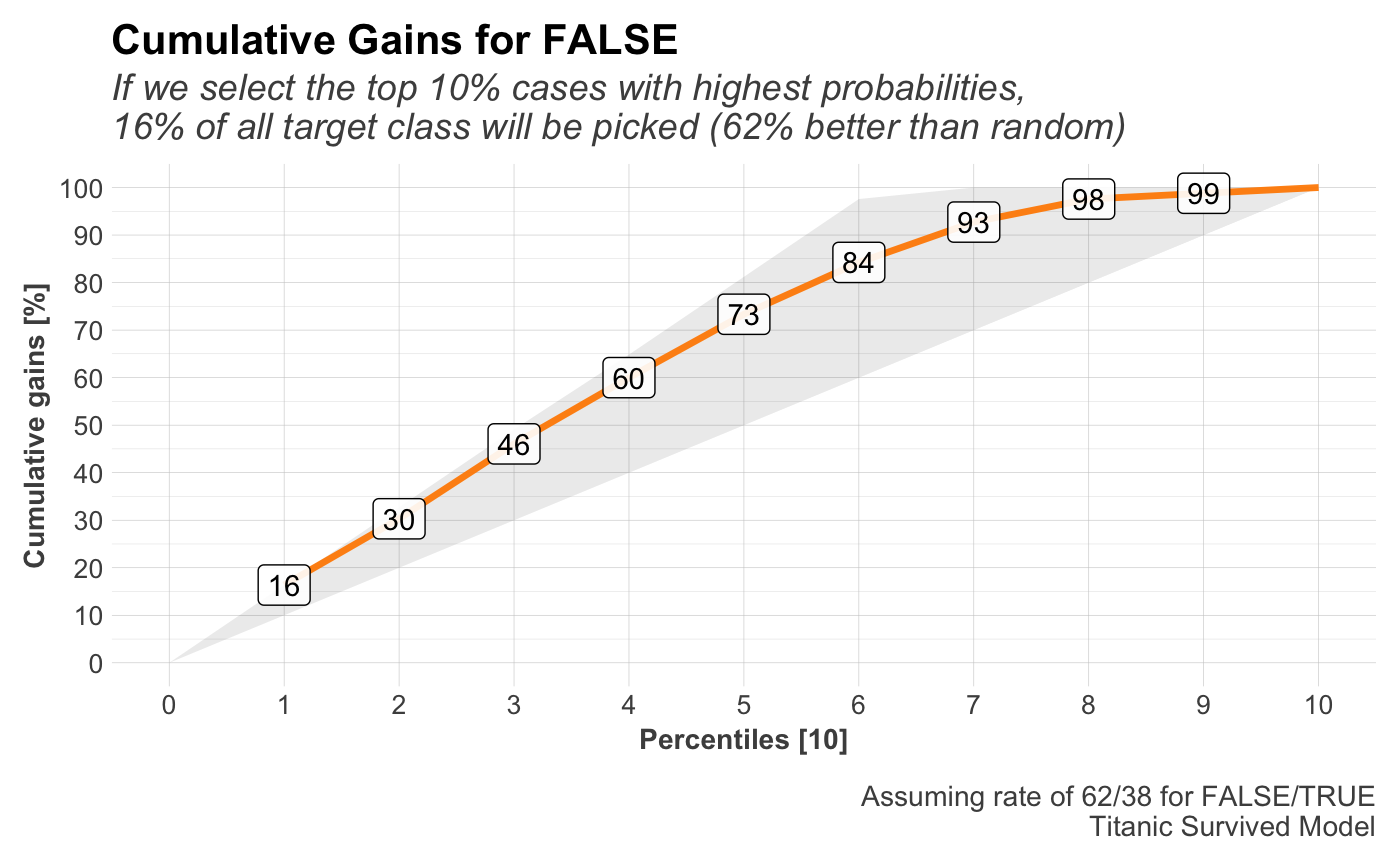 Cumulative Gains for FALSE
If we select the top 10% cases with highest probabilities,
16% of all target class will be picked (62% better than random)
Cumulative gains [%]
100
90
80
70
60
50
40
30
20
10
0
16
30
46
60
73
84
93
98
99
0 1 2 3 4 5 6 7 8 9 10
Percentiles [10]
Assuming rate of 62/38 for FALSE/TRUE
Titanic Survived Model